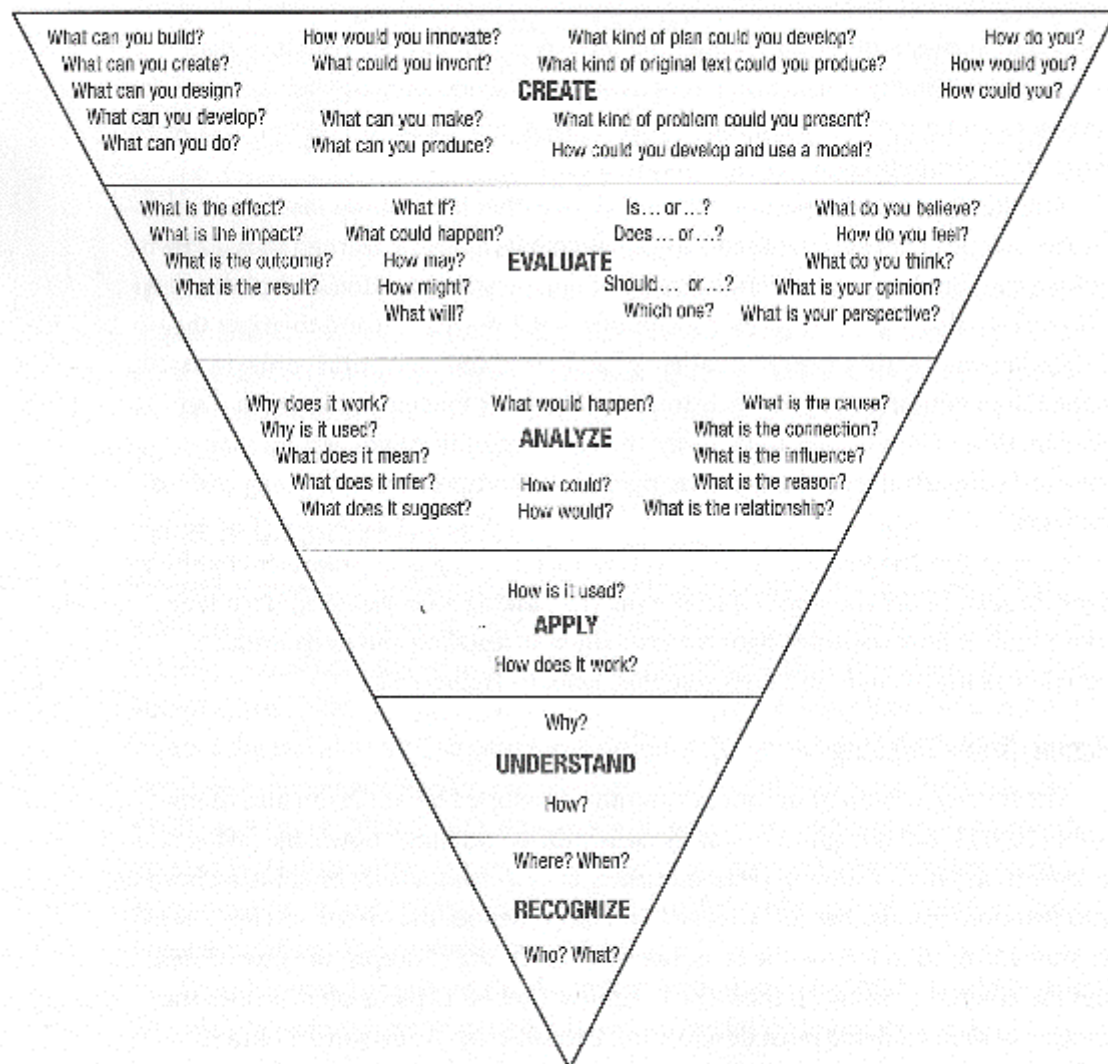 What can you build? How would you innovate? What kind of plan could you develop? How do you?
What can you create? What could you invent? What kind of original text could you produce? How would you?
What can you design? CREATE How could you?
What can you develop? What can you make? What kind of problem could you present?
What can you do? What can you produce? How could you develop and use a model?
What is the effect? What if? Is... or...? What do you believe?
What is the impact? What could happen? Does... or...? How do you feel?
What is the outcome? How may? EVALUATE What do you think?
What is the result? How might? Should... or...? What is your opinion?
What will? Which one? What is your perspective?
Why does it work? What would happen? What is the cause?
Why is it used? ANALYZE What is the connection?
What does it mean? What is the influence?
What does it infer? How could? What is the reason?
What does it suggest? How would? What is the relationship?
How is it used?
APPLY
How does it work?
Why?
UNDERSTAND
How?
Where? When?
RECOGNIZE
Who? What?